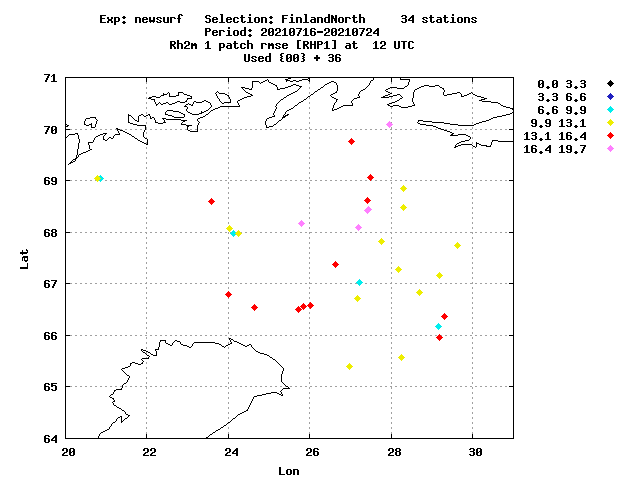 Exp: newsurf   Selection: FinlandNorth     34 stations
Period: 20210716-20210724
Rh2m 1 patch rmse [RHP1] at  12 UTC
Used {00} + 36
71
70
69
68
67
66
65
64
Lat
20 22 24 26 28 30
Lon
0.0 3.3
3.3 6.6
6.6 9.9
9.9 13.1
13.1 16.4
16.4 19.7